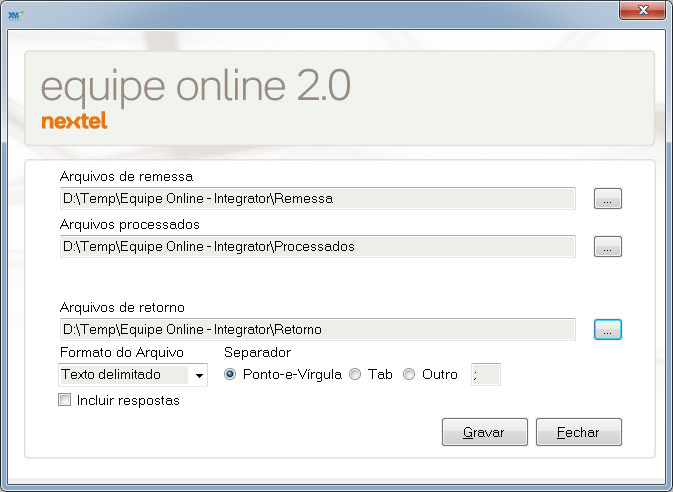 XM
equipe online 2.0
nextel
Arquivos de remessa
D:\Temp\Equipe Online - Integrator\Remessa
...
Arquivos processados
D:\Temp\Equipe Online - Integrator\Processados
...
Arquivos de retorno
D:\Temp\Equipe Online - Integrator\Retorno
...
Formato do Arquivo Separador
Texto delimitado Ponto-e-Vírgula Tab Outro ;
Incluir respostas
Gravar Fechar